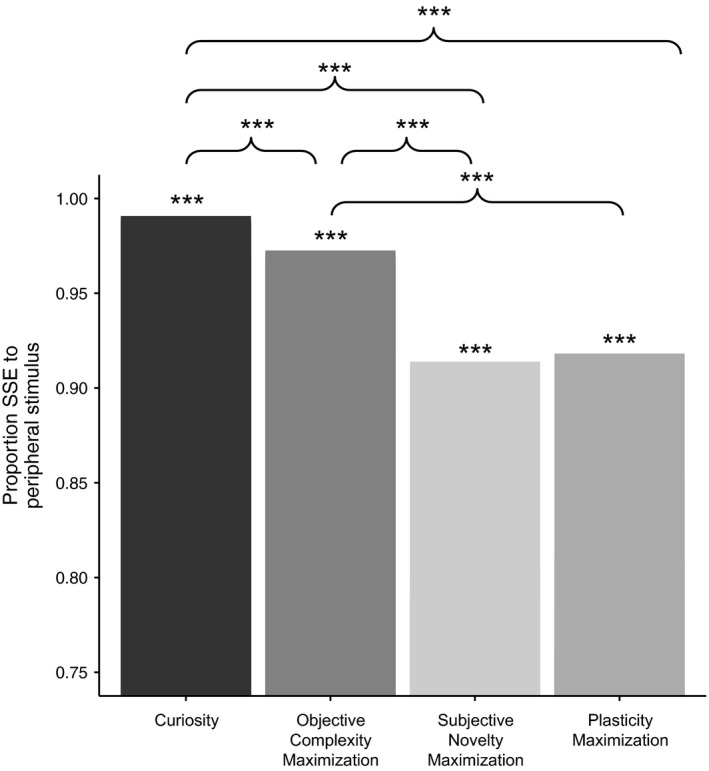 ***
***
*** ***
***
1.00
***
***
0.95
***
***
0.90
0.85
0.80
0.75
Proportion SSE to
peripheral stimulus
Curiosity
Objective
Complexity
Maximization
Subjective
Novelty
Maximization
Plasticity
Maximization